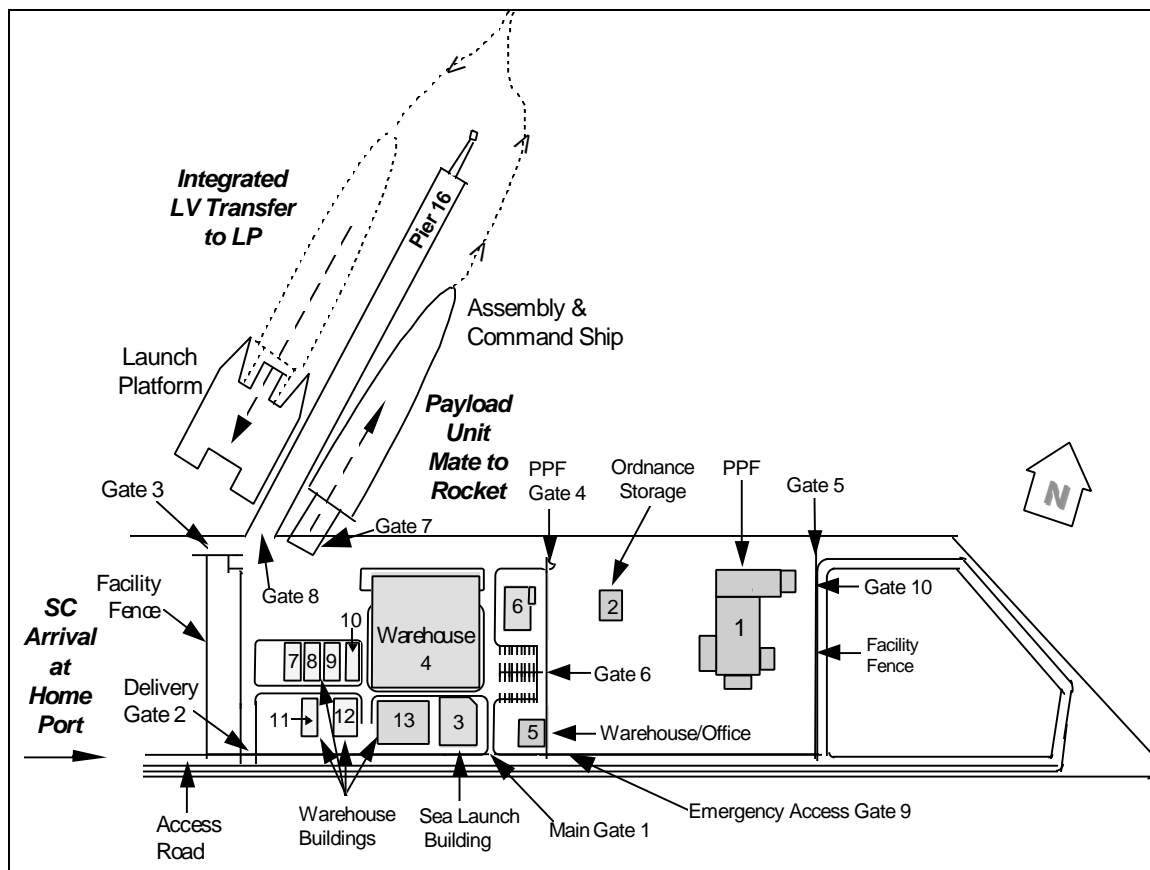 Integrated
LV Transfer
to LP
Pier 16
Assembly &
Command Ship
Launch
Platform
Payload
Unit
Mate to
Rocket
PPF
Gate 4
Ordnance
Storage
PPF
Gate 5
N
Gate 3
Gate 7
Gate 8
Gate 10
Facility
Fence
SC
Arrival
at
Home
Port
10
6
2
1
Warehouse
4
7
8
9
Facility
Fence
Gate 6
Delivery
Gate 2
11
12
13
3
5
Warehouse/Office
Access
Road
Warehouse
Buildings
Sea Launch
Building
Main Gate 1
Emergency Access Gate 9